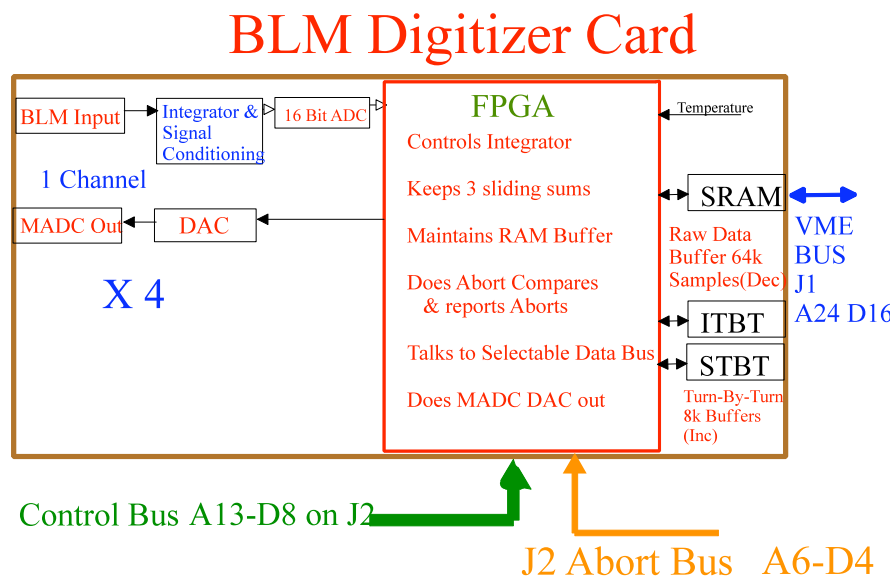 BLM Digitizer Card
BLM Input
Integrator &
Signal
Conditioning
16 Bit ADC
1 Channel
MADC Out
DAC
X 4
FPGA
Controls Integrator
Keeps 3 sliding sums
Maintains RAM Buffer
Does Abort Compares
& reports Aborts
Talks to Selectable Data Bus
Does MADC DAC out
Temperature
SRAM
Raw Data
Buffer 64k
Samples(Dec)
ITBT
STBT
Turn-By-Turn
8k Buffers
(Inc)
VME
BUS
J1
A24 D16
Control Bus A13-D8 on J2
J2 Abort Bus A6-D4